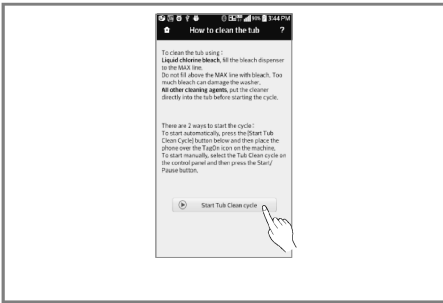 98% 3:44 PM
How to clean the tub ?
To clean the tub using :
Liquid chlorine bleach, fill the bleach dispenser
to the MAX line.
Do not fill above the MAX line with bleach. Too
much bleach can damage the washer.
All other cleaning agents, put the cleaner
directly into the tub before starting the cycle.
There are 2 ways to start the cycle :
To start automatically, press the [Start Tub
Clean Cycle] button below and then place the
phone over the TagOn icon on the machine.
To start manually, select the Tub Clean cycle on
the control panel and then press the Start/
Pause button.
Start Tub Clean cycle